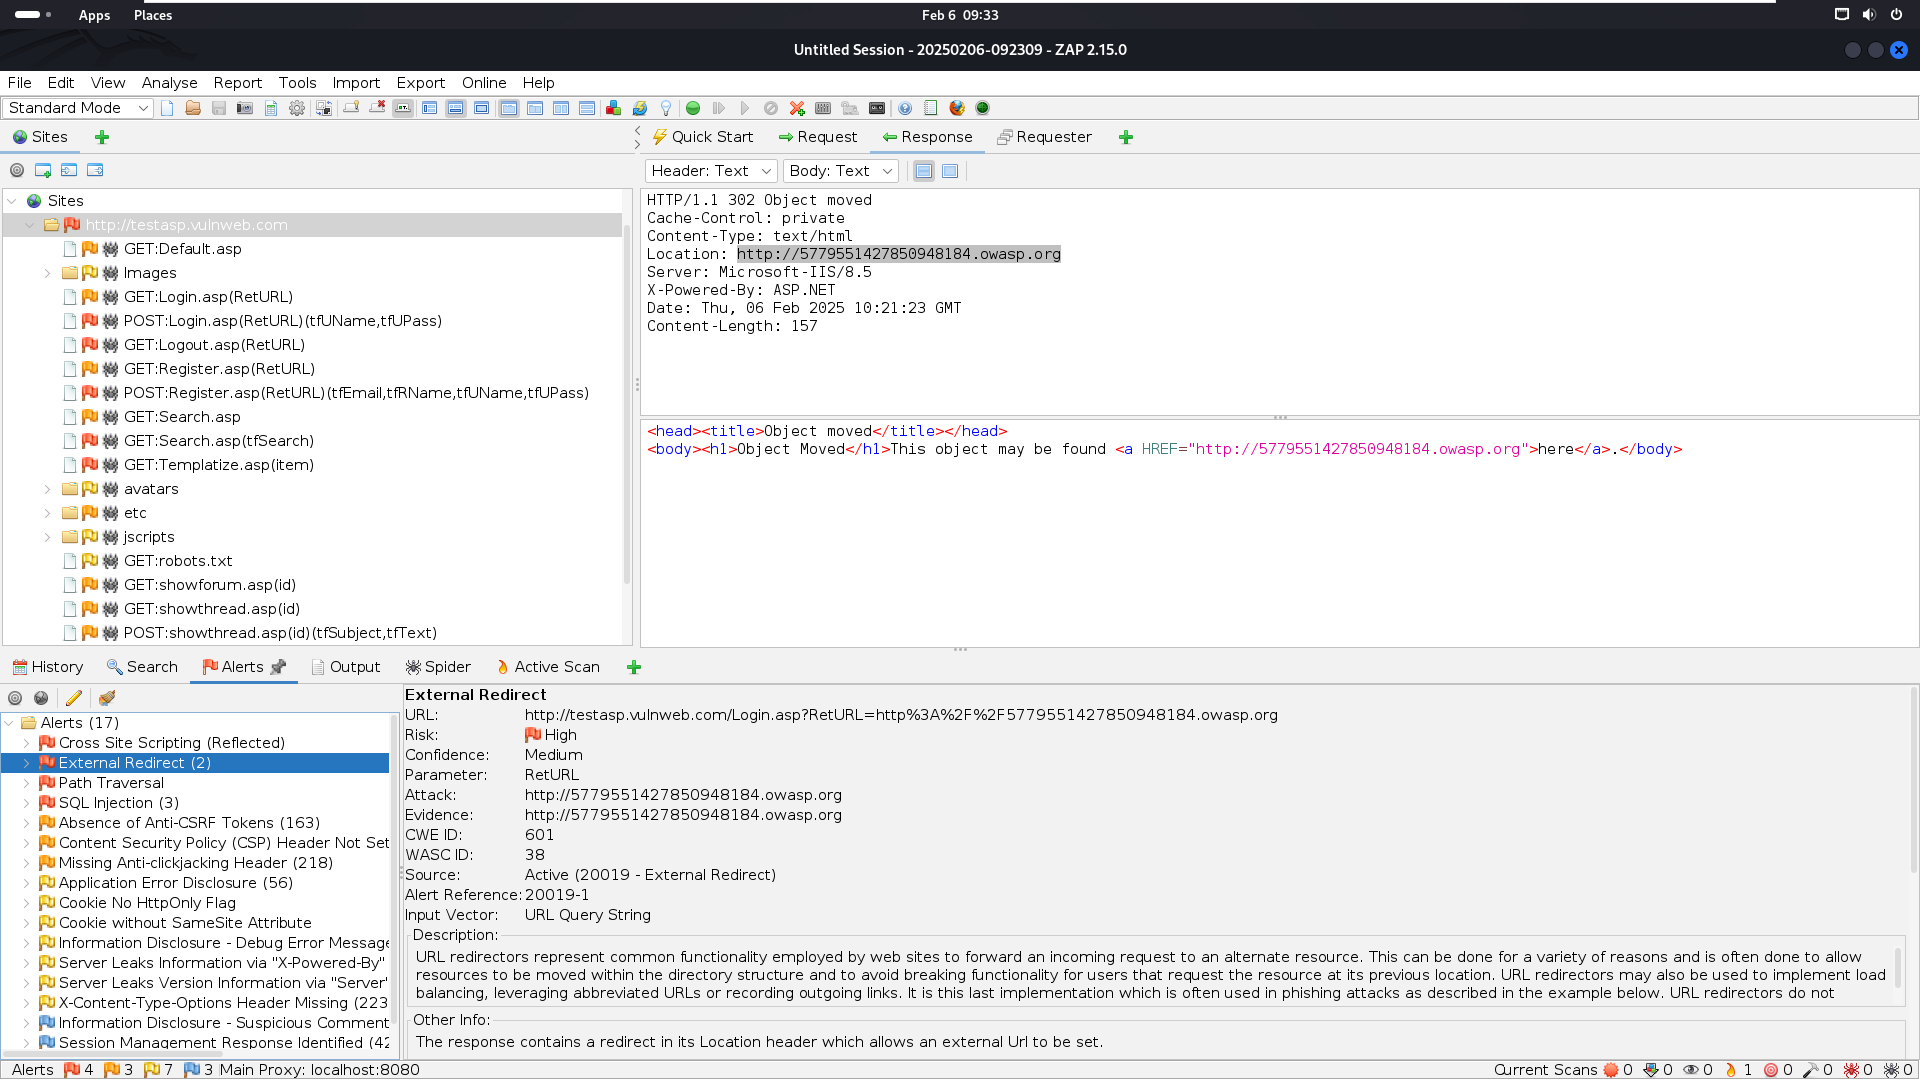 Apps Places Feb 6 09:33
Untitled Session - 20250206-092309 - ZAP 2.15.0
File Edit View Analyse Report Tools Import Export Online Help
Standard Mode
Sites
Quick Start Request Response Requester
Header: Text Body: Text
Sites
http://testasp.vulnweb.com
GET:Default.asp
Images
GET:Login.asp(RetURL)
POST:Login.asp(RetURL)(tfUName,tfUPass)
GET:Logout.asp(RetURL)
GET:Register.asp(RetURL)
POST:Register.asp(RetURL)(tfEmail,tfRName,tfUName,tfUPass)
GET:Search.asp
GET:Search.asp(tfSearch)
GET:Templatize.asp(item)
avatars
etc
jscripts
GET:robots.txt
GET:showforum.asp(id)
GET:showthread.asp(id)
POST:showthread.asp(id)(tfSubject,tfText)
HTTP/1.1 302 Object moved
Cache-Control: private
Content-Type: text/html
Location: http://5779551427850948184.owasp.org
Server: Microsoft-IIS/8.5
X-Powered-By: ASP.NET
Date: Thu, 06 Feb 2025 10:21:23 GMT
Content-Length: 157
<head><title>Object moved</title></head>
<body><h1>Object Moved</h1>This object may be found <a HREF="http://5779551427850948184.owasp.org">here</a>.</body>
History Search Alerts Output Spider Active Scan
Alerts (17)
Cross Site Scripting (Reflected)
External Redirect (2)
Path Traversal
SQL Injection (3)
Absence of Anti-CSRF Tokens (163)
Content Security Policy (CSP) Header Not Set
Missing Anti-clickjacking Header (218)
Application Error Disclosure (56)
Cookie No HttpOnly Flag
Cookie without SameSite Attribute
Information Disclosure - Debug Error Message
Server Leaks Information via "X-Powered-By"
Server Leaks Version Information via "Server"
X-Content-Type-Options Header Missing (223
Information Disclosure - Suspicious Comment
Session Management Response Identified (42
External Redirect
URL: http://testasp.vulnweb.com/Login.asp?RetURL=http%3A%2F%2F5779551427850948184.owasp.org
Risk: High
Confidence: Medium
Parameter: RetURL
Attack: http://5779551427850948184.owasp.org
Evidence: http://5779551427850948184.owasp.org
CWE ID: 601
WASC ID: 38
Source: Active (20019 - External Redirect)
Alert Reference: 20019-1
Input Vector: URL Query String
Description:
URL redirectors represent common functionality employed by web sites to forward an incoming request to an alternate resource. This can be done for a variety of reasons and is often done to allow
resources to be moved within the directory structure and to avoid breaking functionality for users that request the resource at its previous location. URL redirectors may also be used to implement load
balancing, leveraging abbreviated URLs or recording outgoing links. It is this last implementation which is often used in phishing attacks as described in the example below. URL redirectors do not
Other Info:
The response contains a redirect in its Location header which allows an external Url to be set.
Alerts 4 3 7 3 Main Proxy: localhost:8080 Current Scans 0 0 0 1 0 0 0 0